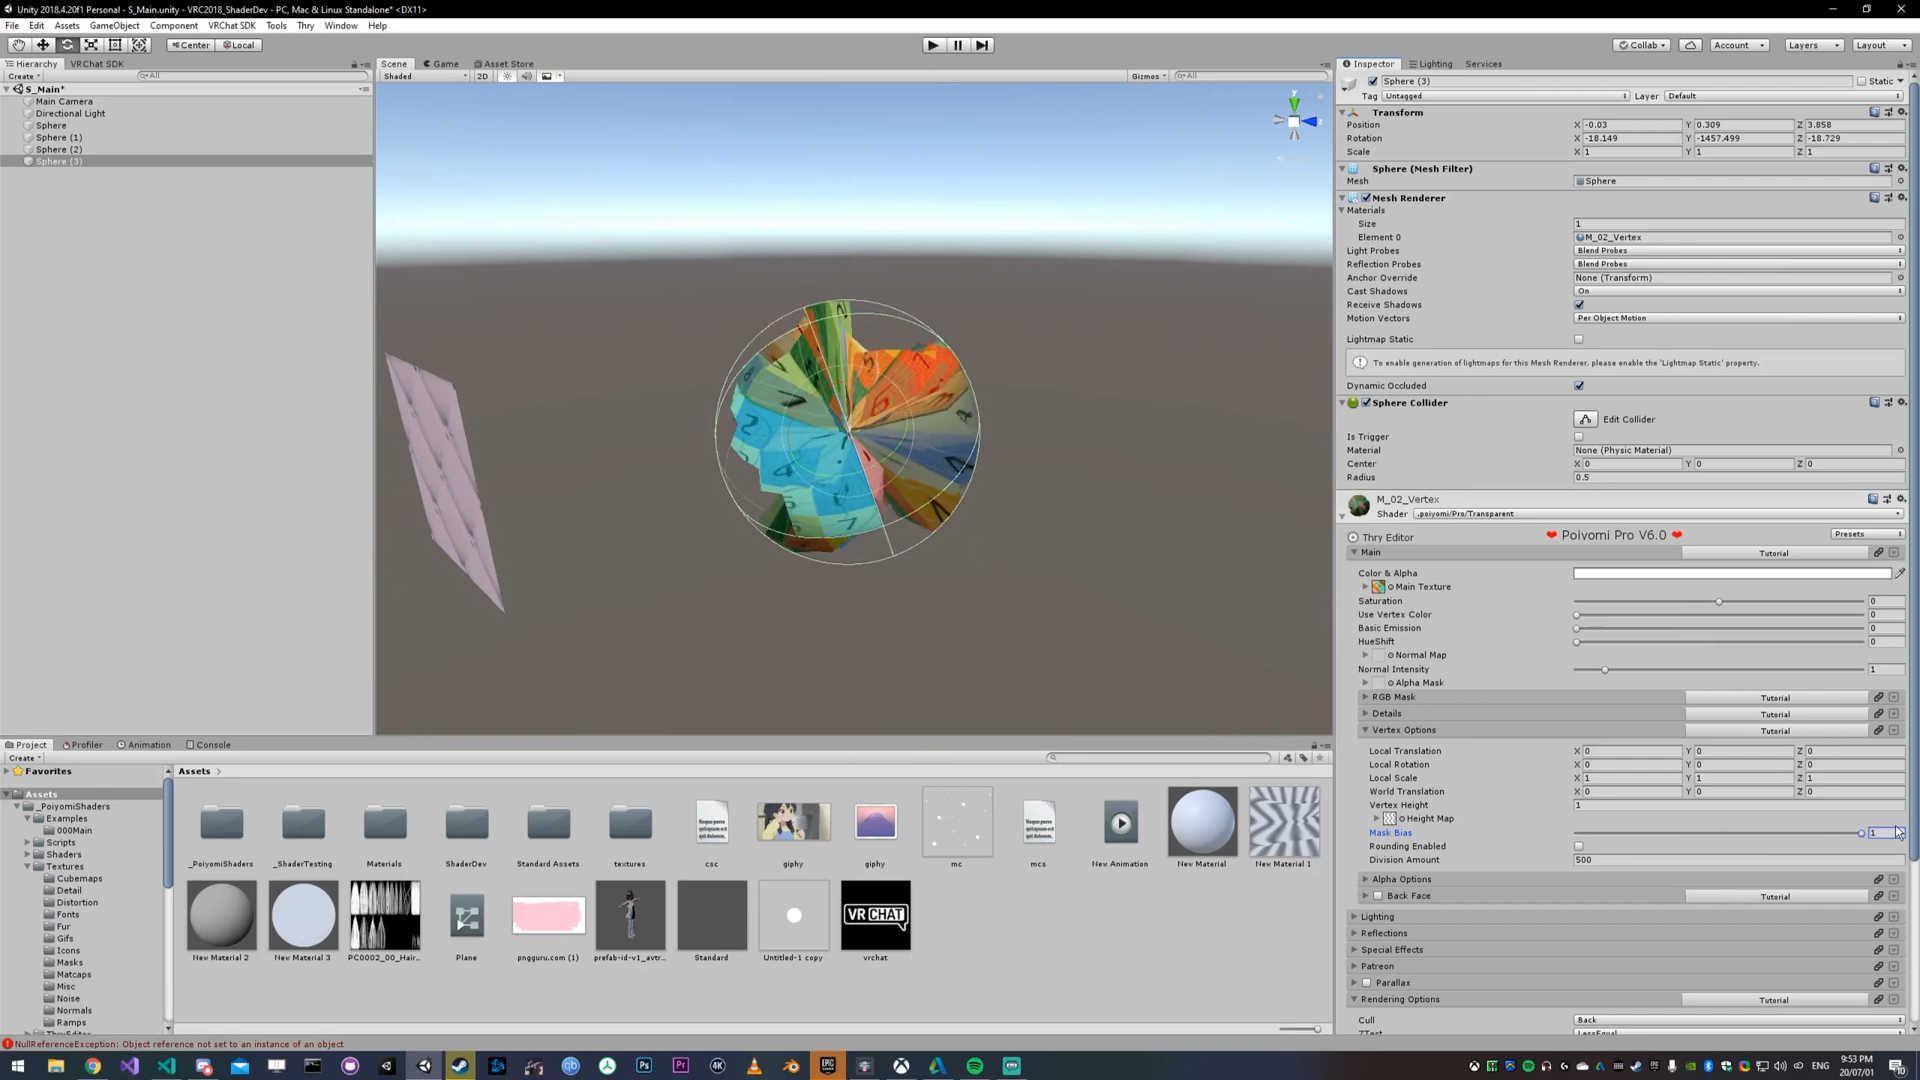 Unity 2018.4.20f1 Personal - S_Main.unity - VRC2018_ShaderDev - PC, Mac & Linux Standalone* <DX11>
File Edit Assets GameObject Component VRChat SDK Tools Thry Window Help
Center Local
Collab Account Layers Layout
Hierarchy VRChat SDK
Create All
S_Main*
Main Camera
Directional Light
Sphere
Sphere (1)
Sphere (2)
Sphere (3)
Scene Game Asset Store
Shaded 2D Gizmos All
y
z
Inspector Lighting Services
Sphere (3) Static
Tag Untagged Layer Default
Transform
Position X -0.03 Y 0.309 Z 3.858
Rotation X -18.149 Y -1457.499 Z -18.729
Scale X 1 Y 1 Z 1
Sphere (Mesh Filter)
Mesh Sphere
Mesh Renderer
Materials
Size 1
Element 0 M_02_Vertex
Light Probes Blend Probes
Reflection Probes Blend Probes
Anchor Override None (Transform)
Cast Shadows On
Receive Shadows
Motion Vectors Per Object Motion
Lightmap Static
To enable generation of lightmaps for this Mesh Renderer, please enable the 'Lightmap Static' property.
Dynamic Occluded
Sphere Collider
Edit Collider
Is Trigger
Material None (Physic Material)
Center X 0 Y 0 Z 0
Radius 0.5
M_02_Vertex
Shader .poiyomi/Pro/Transparent
Thry Editor ❤ Poiyomi Pro V6.0 ❤ Presets
Main Tutorial
Color & Alpha
Main Texture
Saturation 0
Use Vertex Color 0
Basic Emission 0
HueShift 0
Normal Map
Normal Intensity 1
Alpha Mask
RGB Mask Tutorial
Details Tutorial
Vertex Options Tutorial
Local Translation X 0 Y 0 Z 0
Local Rotation X 0 Y 0 Z 0
Local Scale X 1 Y 1 Z 1
World Translation X 0 Y 0 Z 0
Vertex Height 1
Height Map
Mask Bias 1
Rounding Enabled
Division Amount 500
Alpha Options
Back Face Tutorial
Lighting
Reflections
Special Effects
Patreon
Parallax
Rendering Options Tutorial
Cull Back
ZTest LessEqual
Project Profiler Animation Console
Create
Favorites
Assets
_PoiyomiShaders
Examples
000Main
Scripts
Shaders
Textures
Cubemaps
Detail
Distortion
Fonts
Fur
Gifs
Icons
Masks
Matcaps
Misc
Noise
Normals
Ramps
ThryEditor
Assets
_PoiyomiShaders _ShaderTesting Materials ShaderDev Standard Assets textures csc giphy giphy mc mcs New Animation New Material New Material 1
VRCHAT
New Material 2 New Material 3 PC0002_00_Hair... Plane pngguru.com (1) prefab-id-v1_avtr... Standard Untitled-1 copy vrchat
NullReferenceException: Object reference not set to an instance of an object
qb Ps Pr 4K EPIC
ENG 9:53 PM
20/07/01